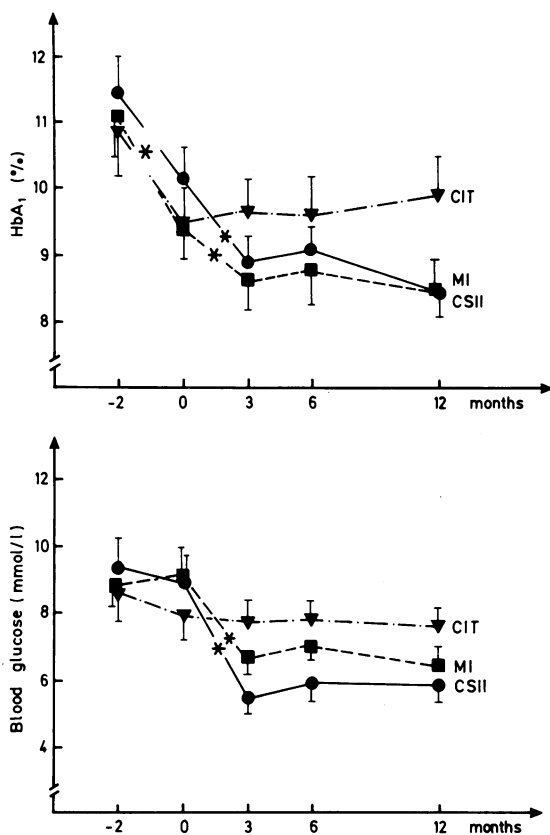 12
11
10
9
8
HbA₁ (%)
CIT
MI
CSII
-2 0 3 6 12 months
12
10
8
6
4
Blood glucose (mmol/l)
CIT
MI
CSII
-2 0 3 6 12 months